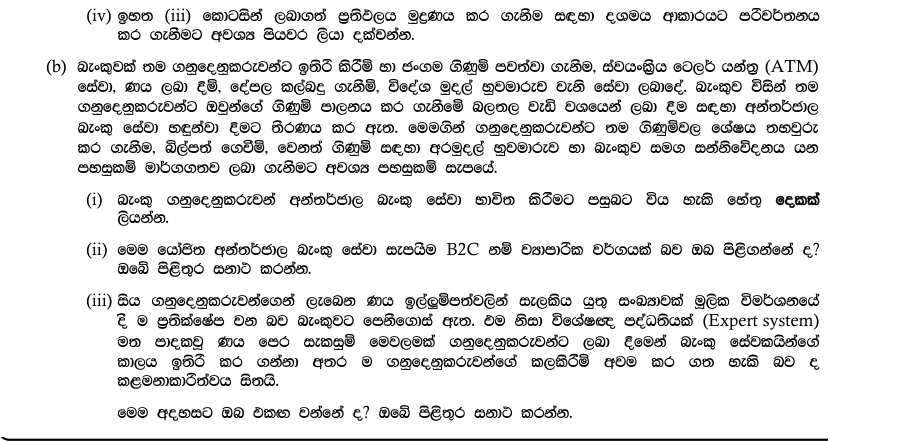 (iv) ඉහත (iii) කොටසින් ලබාගත් ප්‍රතිඵලය මුද්‍රණය කර ගැනීම සඳහා දශමය ආකාරයට පරිවර්තනය
කර ගැනීමට අවශ්‍ය පියවර ලියා දක්වන්න.
(b) බැංකුවක් තම ගනුදෙනුකරුවන්ට ඉතිරි කිරීම් හා ජංගම ගිණුම් පවත්වා ගැනීම, ස්වයංක්‍රිය ටෙලර් යන්ත්‍ර (ATM)
සේවා, ණය ලබා දීම්, දේපල කල්බදු ගැනීම්, විදේශ මුදල් හුවමාරුව වැනි සේවා ලබාදේ. බැංකුව විසින් තම
ගනුදෙනුකරුවන්ට ඔවුන්ගේ ගිණුම් පාලනය කර ගැනීමේ බලතල වැඩි වශයෙන් ලබා දීම සඳහා අන්තර්ජාල
බැංකු සේවා හඳුන්වා දීමට තීරණය කර ඇත. මෙමගින් ගනුදෙනුකරුවන්ට තම ගිණුම්වල ශේෂය තහවුරු
කර ගැනීම, බිල්පත් ගෙවීම්, වෙනත් ගිණුම් සඳහා අරමුදල් හුවමාරුව හා බැංකුව සමග සන්නිවේදනය යන
පහසුකම් මාර්ගගතව ලබා ගැනීමට අවශ්‍ය පහසුකම් සැපයේ.
(i) බැංකු ගනුදෙනුකරුවන් අන්තර්ජාල බැංකු සේවා භාවිත කිරීමට පසුබට විය හැකි හේතු දෙකක්
ලියන්න.
(ii) මෙම යෝජිත අන්තර්ජාල බැංකු සේවා සැපයීම B2C නම් ව්‍යාපාරික වර්ගයක් බව ඔබ පිළිගන්නේ ද?
ඔබේ පිළිතුර සනාථ කරන්න.
(iii) සිය ගනුදෙනුකරුවන්ගෙන් ලැබෙන ණය ඉල්ලුම්පත්වලින් සැලකිය යුතු සංඛ්‍යාවක් මූලික විමර්ශනයේ
දි ම ප්‍රතික්ෂේප වන බව බැංකුවට පෙනීගොස් ඇත. එම නිසා විශේෂඥ පද්ධතියක් (Expert system)
මත පාදකවූ ණය පෙර සැකසුම් මෙවලමක් ගනුදෙනුකරුවන්ට ලබා දීමෙන් බැංකු සේවකයින්ගේ
කාලය ඉතිරි කර ගන්නා අතර ම ගනුදෙනුකරුවන්ගේ කලකිරීම් අවම කර ගත හැකි බව ද
කළමනාකාරීත්වය සිතයි.
මෙම අදහසට ඔබ එකඟ වන්නේ ද? ඔබේ පිළිතුර සනාථ කරන්න.